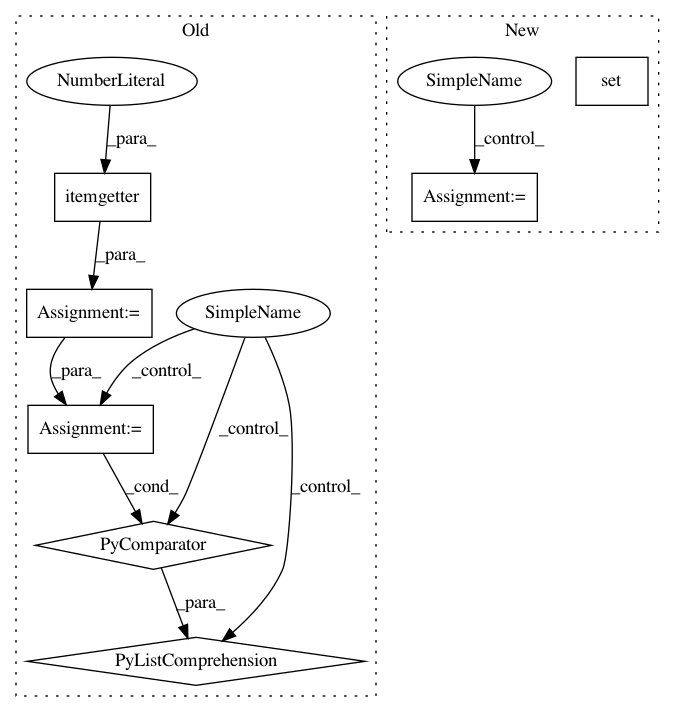 Old
New
NumberLiteral
SimpleName
set
_para_
_control_
itemgetter
Assignment:=
_para_
Assignment:=
SimpleName
_para_
_control_
Assignment:=
_control_
_cond_
_control_
PyComparator
_para_
PyListComprehension